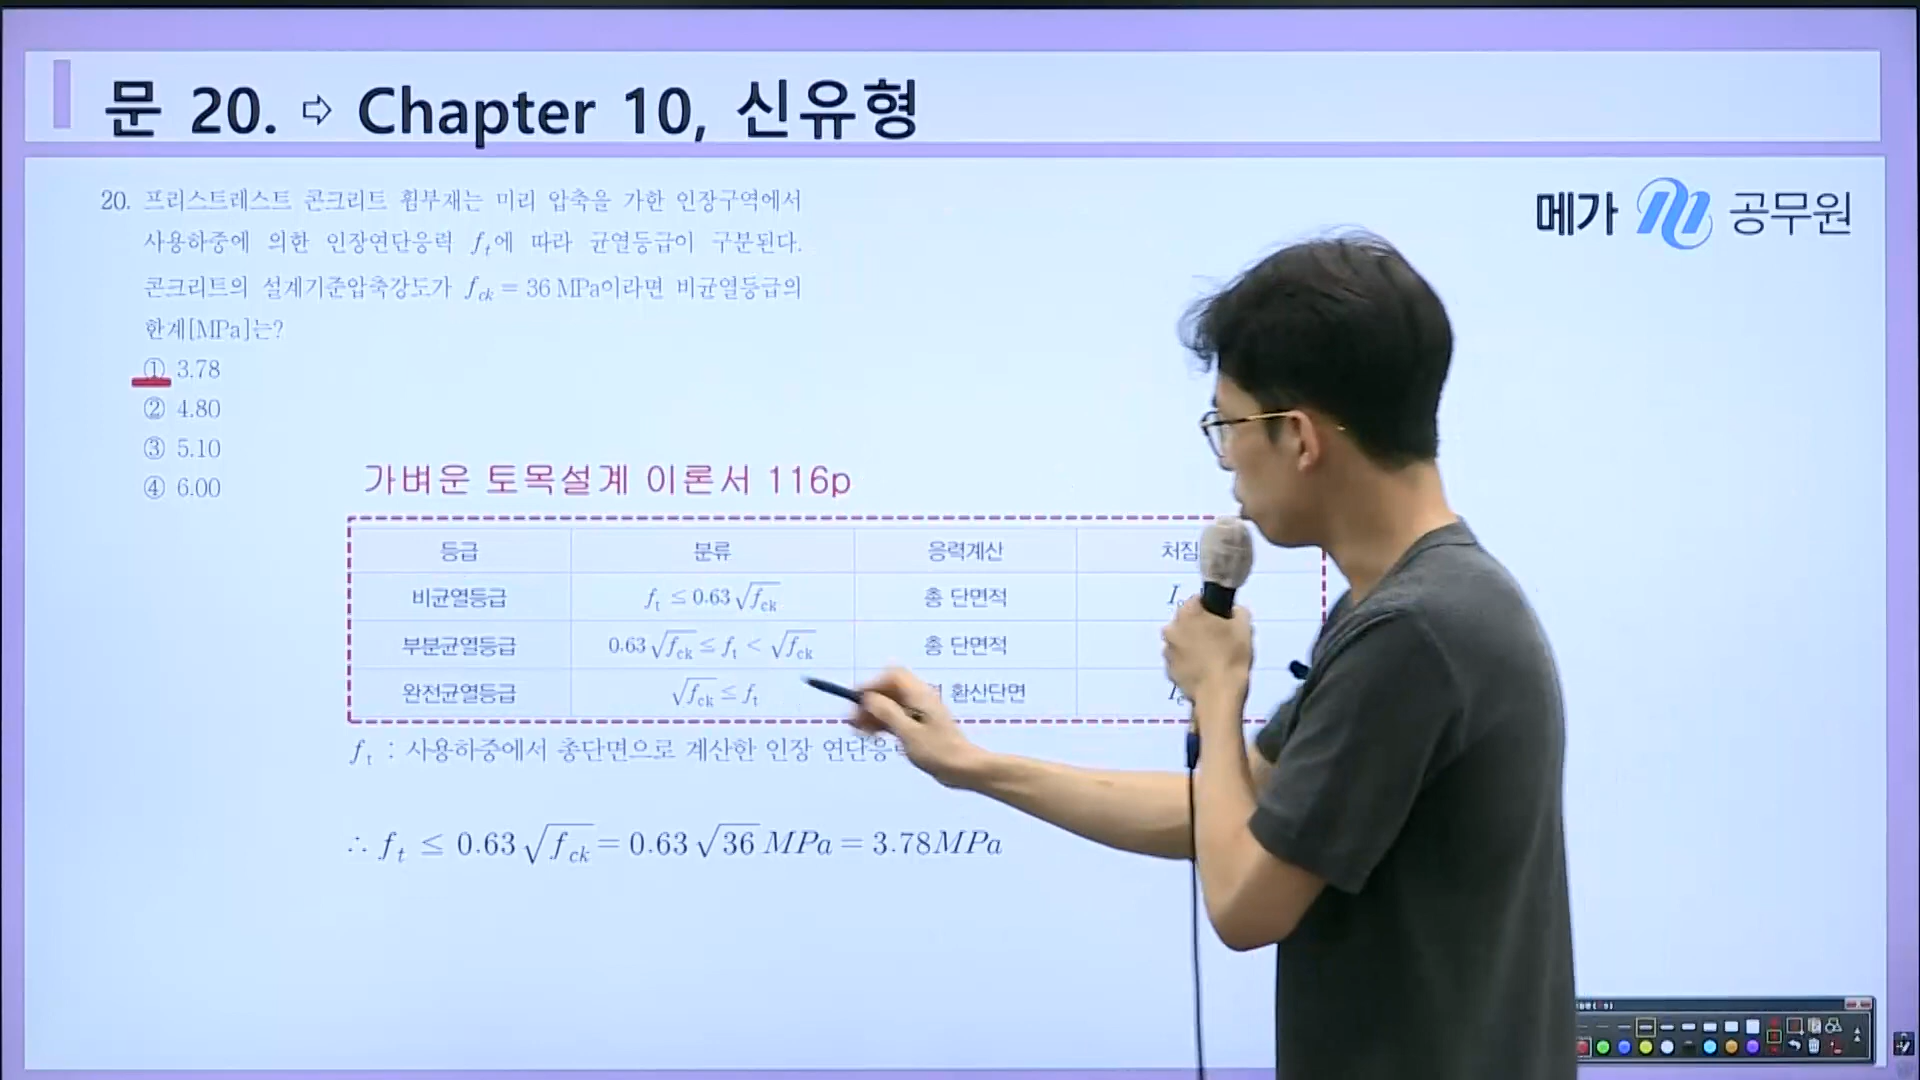 문 20. ⇨ Chapter 10, 신유형
메가 공무원
20. 프리스트레스트 콘크리트 휨부재는 미리 압축을 가한 인장구역에서
사용하중에 의한 인장연단응력 f_t에 따라 균열등급이 구분된다.
콘크리트의 설계기준압축강도가 f_ck = 36 MPa이라면 비균열등급의
한계[MPa]는?
① 3.78
② 4.80
③ 5.10
④ 6.00
가벼운 토목설계 이론서 116p
등급 분류 응력계산 처짐
비균열등급 f_t ≤ 0.63√f_ck 총 단면적
부분균열등급 0.63√f_ck ≤ f_t < √f_ck 총 단면적
완전균열등급 √f_ck ≤ f_t 환산단면 I_e
f_t : 사용하중에서 총단면으로 계산한 인장 연단응
∴ f_t ≤ 0.63√f_ck = 0.63√36 MPa = 3.78MPa